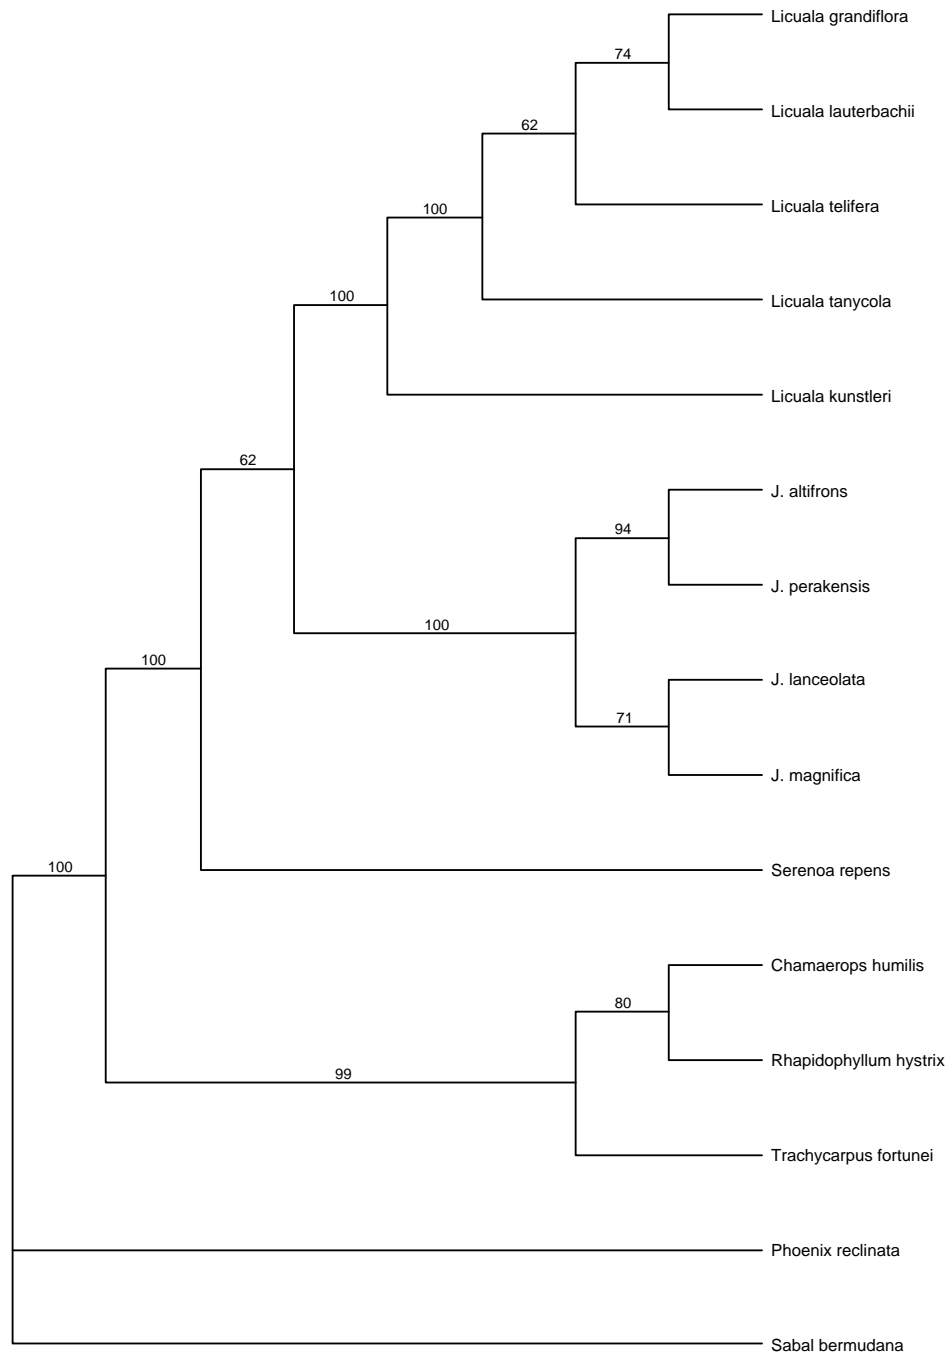 Licuala grandiflora
74
Licuala lauterbachii
62
Licuala telifera
100
Licuala tanycola
100
Licuala kunstleri
62
J. altifrons
94
J. perakensis
100
J. lanceolata
100
71
J. magnifica
100
Serenoa repens
Chamaerops humilis
80
Rhapidophyllum hystrix
99
Trachycarpus fortunei
Phoenix reclinata
Sabal bermudana